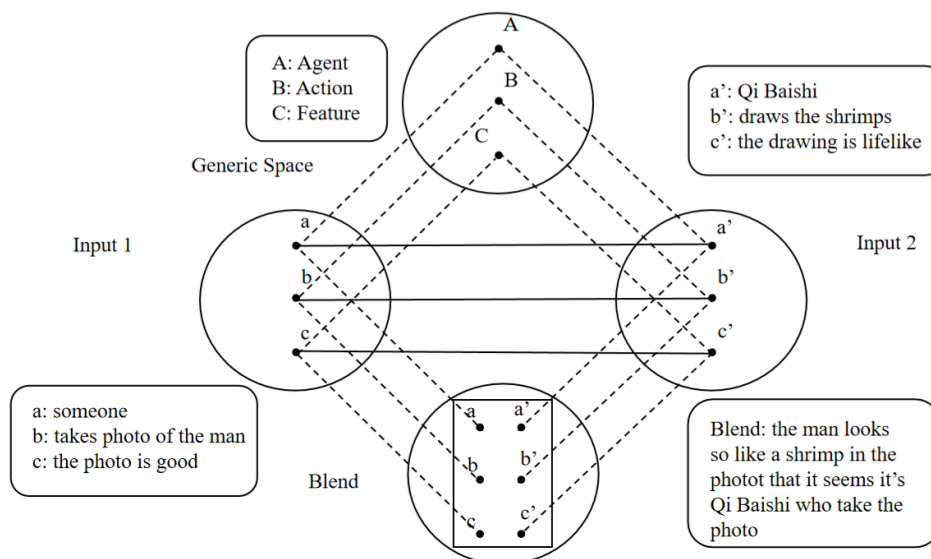 A
A: Agent
B: Action
C: Feature
B
C
a’: Qi Baishi
b’: draws the shrimps
c’: the drawing is lifelike
Generic Space
Input 1
a
b
c
a’
b’
c’
Input 2
a: someone
b: takes photo of the man
c: the photo is good
Blend
a a’
b b’
c c’
Blend: the man looks
so like a shrimp in the
photot that it seems it’s
Qi Baishi who take the
photo